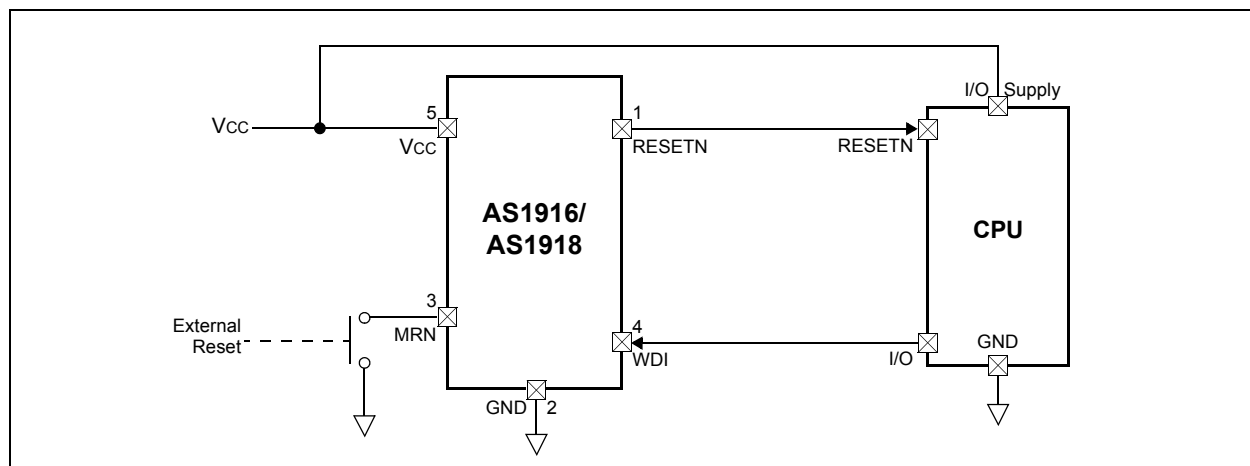 I/O Supply
5
1
VCC
VCC
RESETN
RESETN
AS1916/
AS1918
CPU
3
4
External
Reset
MRN
WDI
I/O
GND
GND
2